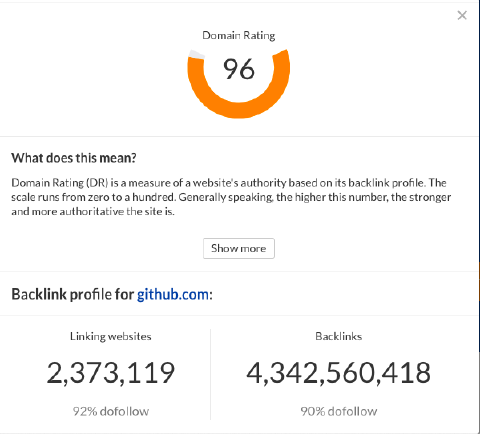 Domain Rating
96
What does this mean?
Domain Rating (DR) is a measure of a website's authority based on its backlink profile. The
scale runs from zero to a hundred. Generally speaking, the higher this number, the stronger
and more authoritative the site is.
Show more
Backlink profile for github.com:
Linking websites
2,373,119
92% dofollow
Backlinks
4,342,560,418
90% dofollow